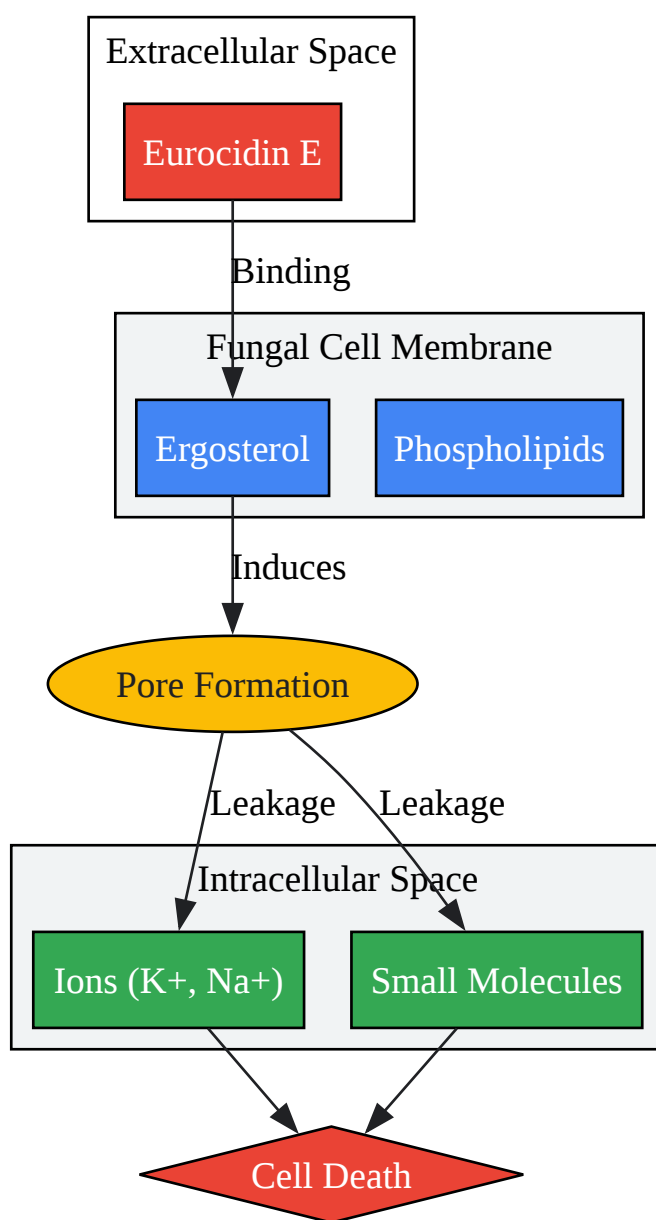 Extracellular Space
Eurocidin E
Binding
Fungal Cell Membrane
Ergosterol
Phospholipids
Induces
Pore Formation
Leakage
Leakage
Intracellular Space
Ions (K+, Na+)
Small Molecules
Cell Death